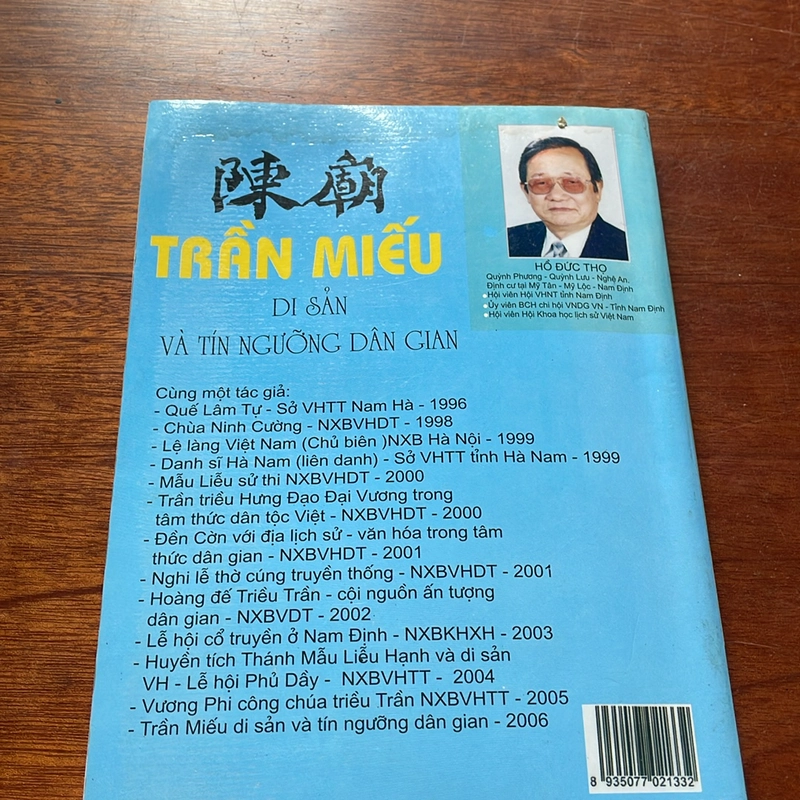 陳廟
TRẦN MIẾU
DI SẢN
VÀ TÍN NGƯỠNG DÂN GIAN
HỒ ĐỨC THỌ
Quỳnh Phương - Quỳnh Lưu - Nghệ An.
Định cư tại Mỹ Tân - Mỹ Lộc - Nam Định
• Hội viên Hội VHNT tỉnh Nam Định
• Ủy viên BCH chi hội VNDG VN - Tỉnh Nam Định
• Hội viên Hội Khoa học lịch sử Việt Nam
Cùng một tác giả:
- Quế Lâm Tự - Sở VHTT Nam Hà - 1996
- Chùa Ninh Cường - NXBVHDT - 1998
- Lệ làng Việt Nam (Chủ biên )NXB Hà Nội - 1999
- Danh sĩ Hà Nam (liên danh) - Sở VHTT tỉnh Hà Nam - 1999
- Mẫu Liễu sử thi NXBVHDT - 2000
- Trần triều Hưng Đạo Đại Vương trong
tâm thức dân tộc Việt - NXBVHDT - 2000
- Đền Cờn với địa lịch sử - văn hóa trong tâm
thức dân gian - NXBVHDT - 2001
- Nghi lễ thờ cúng truyền thống - NXBVHDT - 2001
- Hoàng đế Triều Trần - cội nguồn ấn tượng
dân gian - NXBVDT - 2002
- Lễ hội cổ truyền ở Nam Định - NXBKHXH - 2003
- Huyền tích Thánh Mẫu Liễu Hạnh và di sản
VH - Lễ hội Phủ Dầy - NXBVHTT - 2004
- Vương Phi công chúa triều Trần NXBVHTT - 2005
- Trần Miếu di sản và tín ngưỡng dân gian - 2006
8 935077 021332